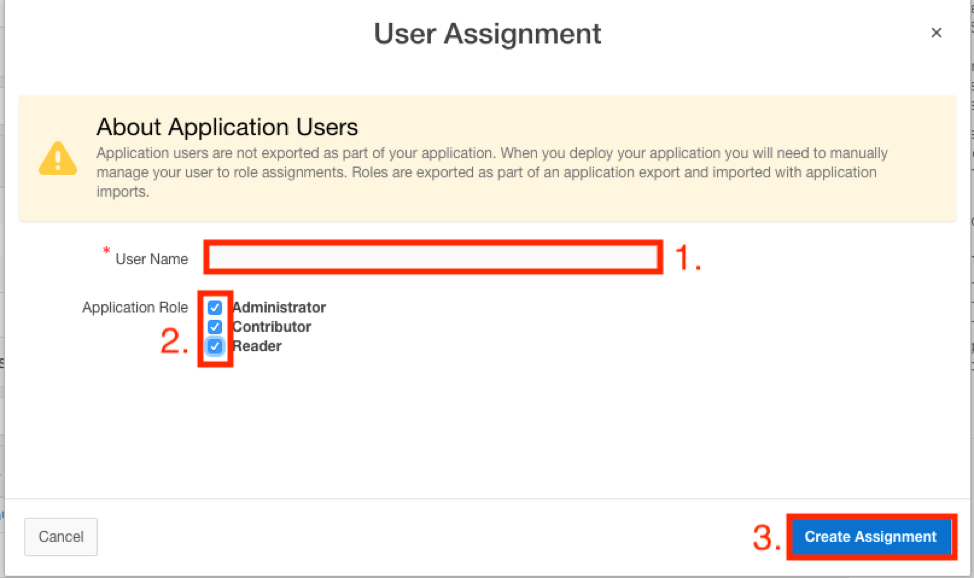 User Assignment
×
About Application Users
Application users are not exported as part of your application. When you deploy your application you will need to manually
manage your user to role assignments. Roles are exported as part of an application export and imported with application
imports.
* User Name
1.
Application Role
Administrator
Contributor
2.
Reader
Cancel
3.
Create Assignment